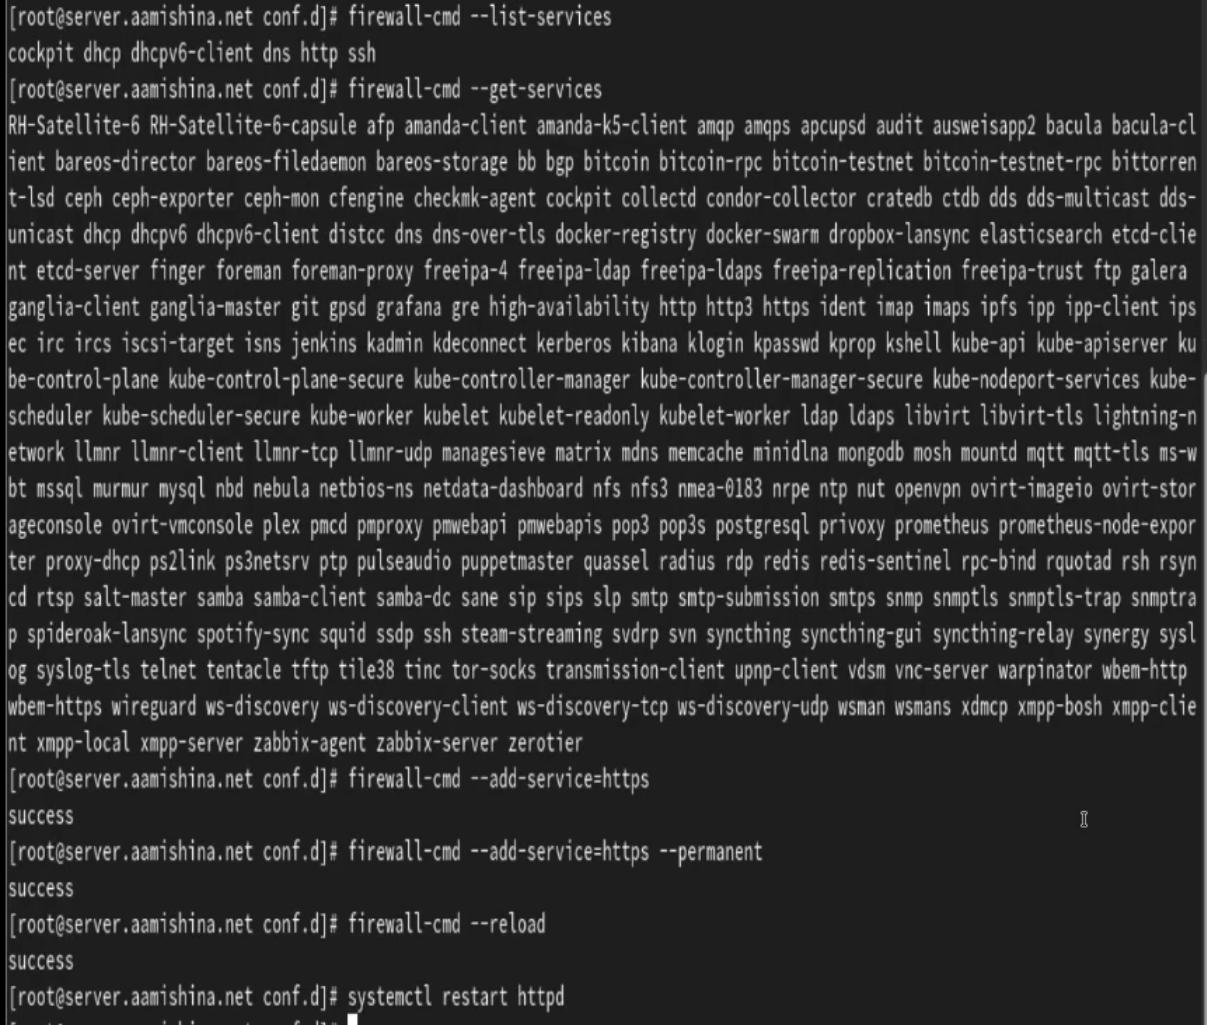 [root@server.aamishina.net conf.d]# firewall-cmd --list-services
cockpit dhcp dhcpv6-client dns http ssh
[root@server.aamishina.net conf.d]# firewall-cmd --get-services
RH-Satellite-6 RH-Satellite-6-capsule afp amanda-client amanda-k5-client amqp amqps apcupsd audit ausweisapp2 bacula bacula-cl
ient bareos-director bareos-filedaemon bareos-storage bb bgp bitcoin bitcoin-rpc bitcoin-testnet bitcoin-testnet-rpc bittorren
t-lsd ceph ceph-exporter ceph-mon cfengine checkmk-agent cockpit collectd condor-collector cratedb ctdb dds dds-multicast dds-
unicast dhcp dhcpv6 dhcpv6-client distcc dns dns-over-tls docker-registry docker-swarm dropbox-lansync elasticsearch etcd-clie
nt etcd-server finger foreman foreman-proxy freeipa-4 freeipa-ldap freeipa-ldaps freeipa-replication freeipa-trust ftp galera
ganglia-client ganglia-master git gpsd grafana gre high-availability http http3 https ident imap imaps ipfs ipp ipp-client ips
ec irc ircs iscsi-target isns jenkins kadmin kdeconnect kerberos kibana klogin kpasswd kprop kshell kube-api kube-apiserver ku
be-control-plane kube-control-plane-secure kube-controller-manager kube-controller-manager-secure kube-nodeport-services kube-
scheduler kube-scheduler-secure kube-worker kubelet kubelet-readonly kubelet-worker ldap ldaps libvirt libvirt-tls lightning-n
etwork llmnr llmnr-client llmnr-tcp llmnr-udp managesieve matrix mdns memcache minidlna mongodb mosh mountd mqtt mqtt-tls ms-w
bt mssql murmur mysql nbd nebula netbios-ns netdata-dashboard nfs nfs3 nmea-0183 nrpe ntp nut openvpn ovirt-imageio ovirt-stor
ageconsole ovirt-vmconsole plex pmcd pmproxy pmwebapi pmwebapis pop3 pop3s postgresql privoxy prometheus prometheus-node-expor
ter proxy-dhcp ps2link ps3netsrv ptp pulseaudio puppetmaster quassel radius rdp redis redis-sentinel rpc-bind rquotad rsh rsyn
cd rtsp salt-master samba samba-client samba-dc sane sip sips slp smtp smtp-submission smtps snmp snmptls snmptls-trap snmptra
p spideroak-lansync spotify-sync squid ssdp ssh steam-streaming svdrp svn syncthing syncthing-gui syncthing-relay synergy sysl
og syslog-tls telnet tentacle tftp tile38 tinc tor-socks transmission-client upnp-client vdsm vnc-server warpinator wbem-http
wbem-https wireguard ws-discovery ws-discovery-client ws-discovery-tcp ws-discovery-udp wsman wsmans xdmcp xmpp-bosh xmpp-clie
nt xmpp-local xmpp-server zabbix-agent zabbix-server zerotier
[root@server.aamishina.net conf.d]# firewall-cmd --add-service=https
success
[root@server.aamishina.net conf.d]# firewall-cmd --add-service=https --permanent
success
[root@server.aamishina.net conf.d]# firewall-cmd --reload
success
[root@server.aamishina.net conf.d]# systemctl restart httpd